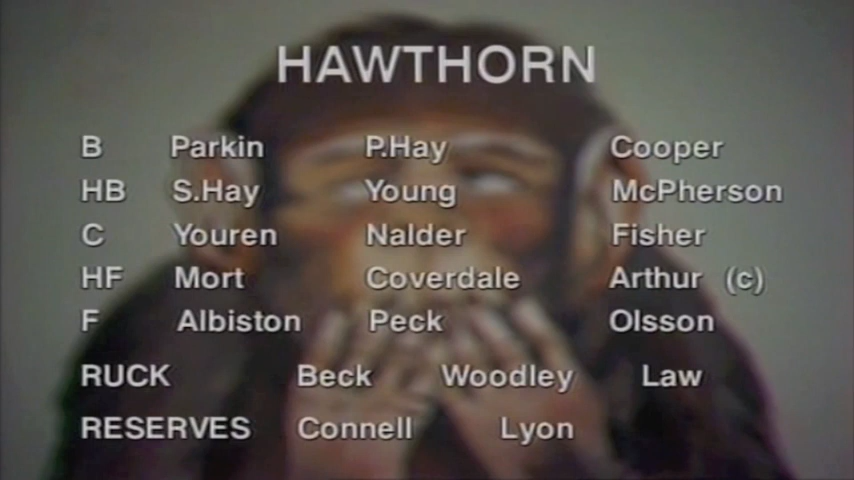 HAWTHORN
B Parkin P.Hay Cooper
HB S.Hay Young McPherson
C Youren Nalder Fisher
HF Mort Coverdale Arthur (c)
F Albiston Peck Olsson
RUCK Beck Woodley Law
RESERVES Connell Lyon